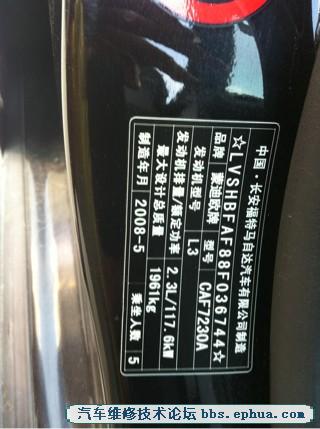 中国·长安福特马自达汽车有限公司制造
☆LVSHBFAF88F036744☆
品牌 蒙迪欧牌 型号 CAF7230A
发动机型号 L3
发动机排量/额定功率 2.3L/117.6kW
最大设计总质量 1961kg
制造年月 2008-5 乘坐人数 5
汽车维修技术论坛 bbs.ephua.com